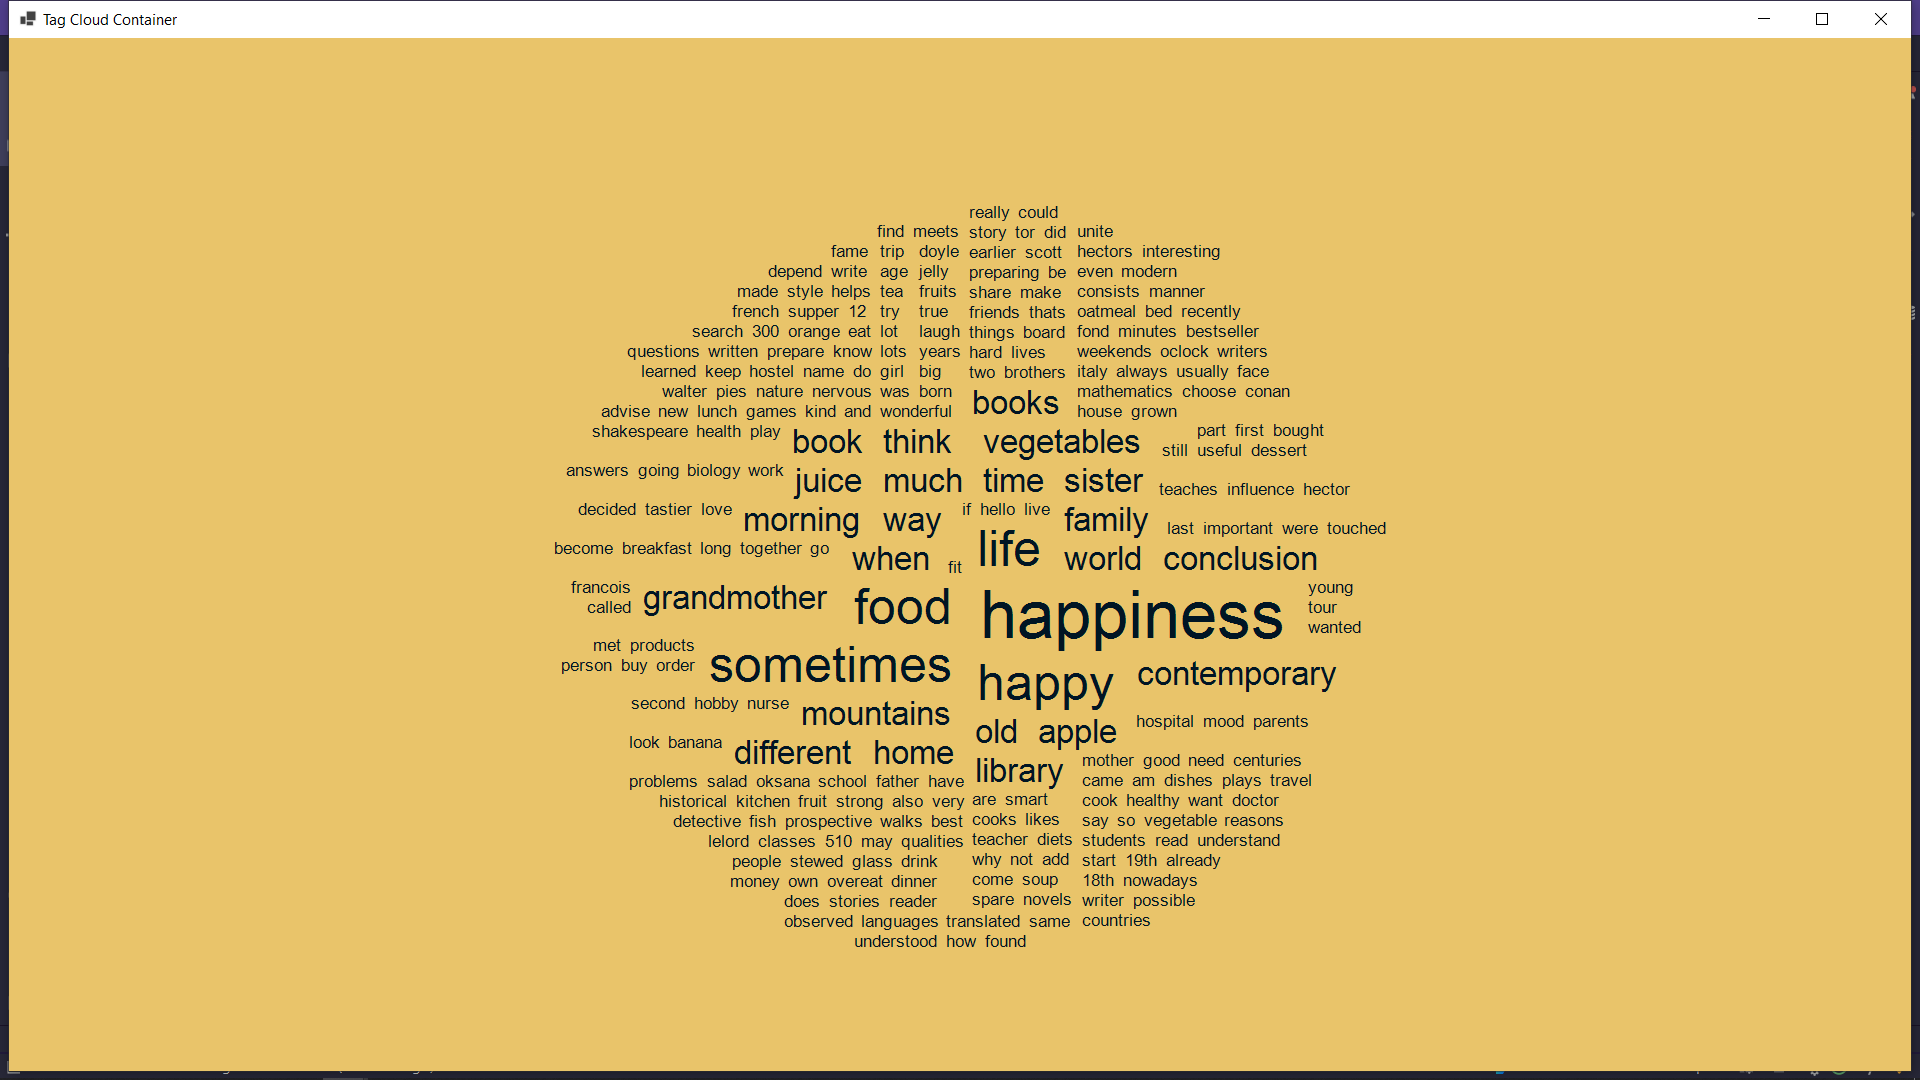 Tag Cloud Container
really could
find meets story tor did unite
fame trip doyle earlier scott hectors interesting
depend write age jelly preparing be even modern
made style helps tea fruits share make consists manner
french supper 12 try true friends thats oatmeal bed recently
search 300 orange eat lot laugh things board fond minutes bestseller
questions written prepare know lots years hard lives weekends oclock writers
learned keep hostel name do girl big two brothers italy always usually face
walter pies nature nervous was born mathematics choose conan
advise new lunch games kind and wonderful books house grown
shakespeare health play book think vegetables part first bought
still useful dessert
answers going biology work juice much time sister teaches influence hector
decided tastier love morning way if hello live family last important were touched
become breakfast long together go when fit life world conclusion
francois grandmother food happiness young
called tour
wanted
met products
person buy order sometimes happy contemporary
second hobby nurse mountains old apple hospital mood parents
look banana different home library mother good need centuries
problems salad oksana school father have came am dishes plays travel
historical kitchen fruit strong also very are smart cook healthy want doctor
detective fish prospective walks best cooks likes say so vegetable reasons
lelord classes 510 may qualities teacher diets students read understand
people stewed glass drink why not add start 19th already
money own overeat dinner come soup 18th nowadays
does stories reader spare novels writer possible
observed languages translated same countries
understood how found